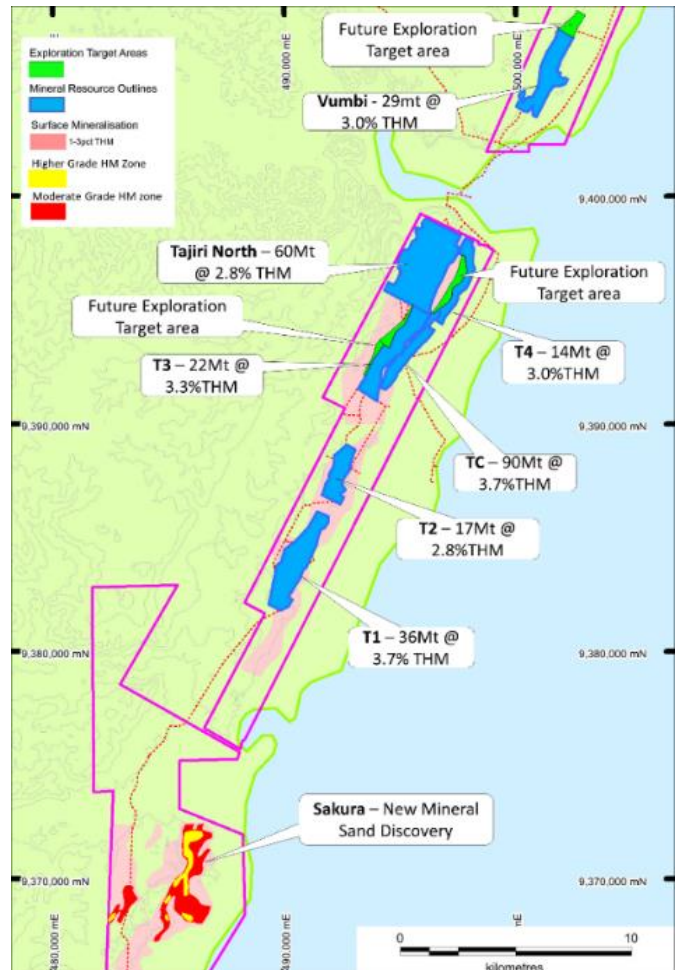 Exploration Target Areas
Mineral Resource Outlines
Surface Mineralisation
1-3pct THM
Higher Grade HM Zone
Moderate Grade HM zone
490,000 mE
500,000 mE
Future Exploration
Target area
Vumbi - 29mt @
3.0% THM
9,400,000 mN
Tajiri North – 60Mt
@ 2.8% THM
Future Exploration
Target area
Future Exploration
Target area
T3 – 22Mt @
3.3%THM
T4 – 14Mt @
3.0%THM
9,390,000 mN
9,390,000 mN
TC – 90Mt @
3.7%THM
T2 – 17Mt @
2.8%THM
T1 – 36Mt @
3.7% THM
9,380,000 mN
9,380,000 mN
Sakura – New Mineral
Sand Discovery
9,370,000 mN
9,370,000 mN
480,000 mE
490,000 mE
mE
0 10
kilometres